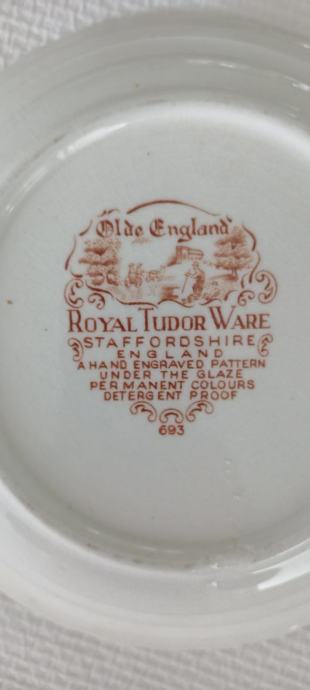 Olde England
ROYAL TUDOR WARE
STAFFORDSHIRE
ENGLAND
A HAND ENGRAVED PATTERN
UNDER THE GLAZE
PERMANENT COLOURS
DETERGENT PROOF
693